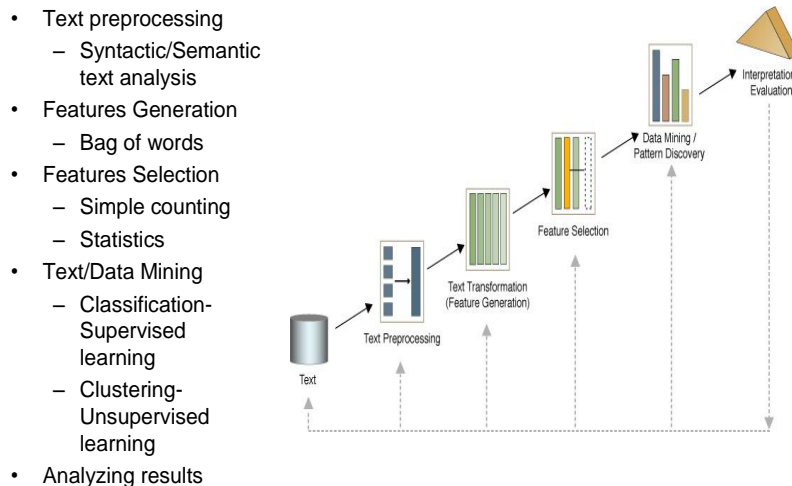 • Text preprocessing
– Syntactic/Semantic
text analysis
• Features Generation
– Bag of words
• Features Selection
– Simple counting
– Statistics
• Text/Data Mining
– Classification-
Supervised
learning
– Clustering-
Unsupervised
learning
• Analyzing results
Interpretation
Evaluation
Data Mining /
Pattern Discovery
Feature Selection
Text Transformation
(Feature Generation)
Text Preprocessing
Text